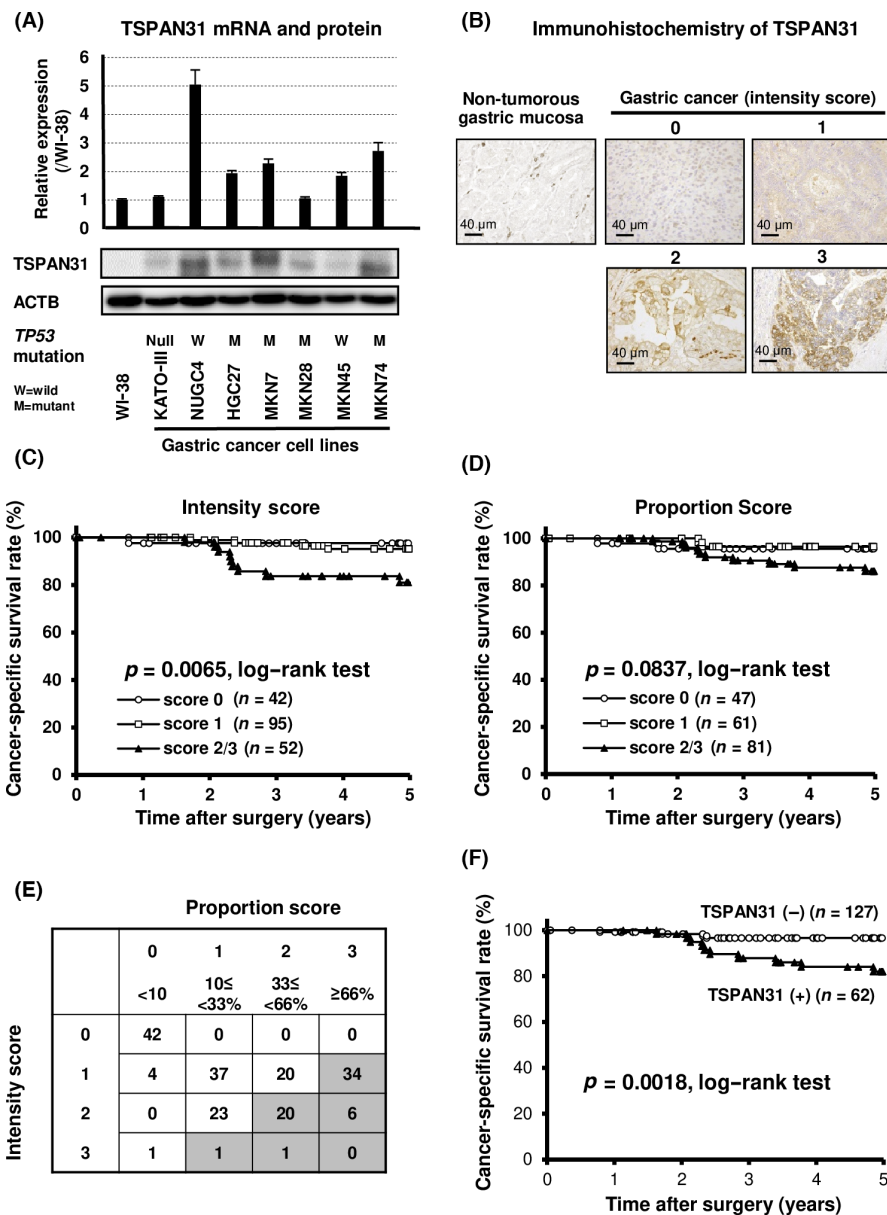 (A)
TSPAN31 mRNA and protein
Relative expression
(/WI-38)
6
5
4
3
2
1
0
TSPAN31
ACTB
TP53
mutation
Null W M M M W M
W=wild
M=mutant
WI-38
KATO-III
NUGC4
HGC27
MKN7
MKN28
MKN45
MKN74
Gastric cancer cell lines
(B)
Immunohistochemistry of TSPAN31
Non-tumorous
gastric mucosa
Gastric cancer (intensity score)
0 1
40 µm
40 µm
40 µm
2 3
40 µm
40 µm
(C)
Intensity score
Cancer-specific survival rate (%)
100
80
60
40
20
0
p = 0.0065, log–rank test
score 0 (n = 42)
score 1 (n = 95)
score 2/3 (n = 52)
0 1 2 3 4 5
Time after surgery (years)
(D)
Proportion Score
Cancer-specific survival rate (%)
100
80
60
40
20
0
p = 0.0837, log–rank test
score 0 (n = 47)
score 1 (n = 61)
score 2/3 (n = 81)
0 1 2 3 4 5
Time after surgery (years)
(E)
Proportion score
Intensity score
0 1 2 3
<10 10≤ <33% 33≤ <66% ≥66%
0 42 0 0 0
1 4 37 20 34
2 0 23 20 6
3 1 1 1 0
(F)
Cancer-specific survival rate (%)
100
80
60
40
20
0
TSPAN31 (–) (n = 127)
TSPAN31 (+) (n = 62)
p = 0.0018, log–rank test
0 1 2 3 4 5
Time after surgery (years)